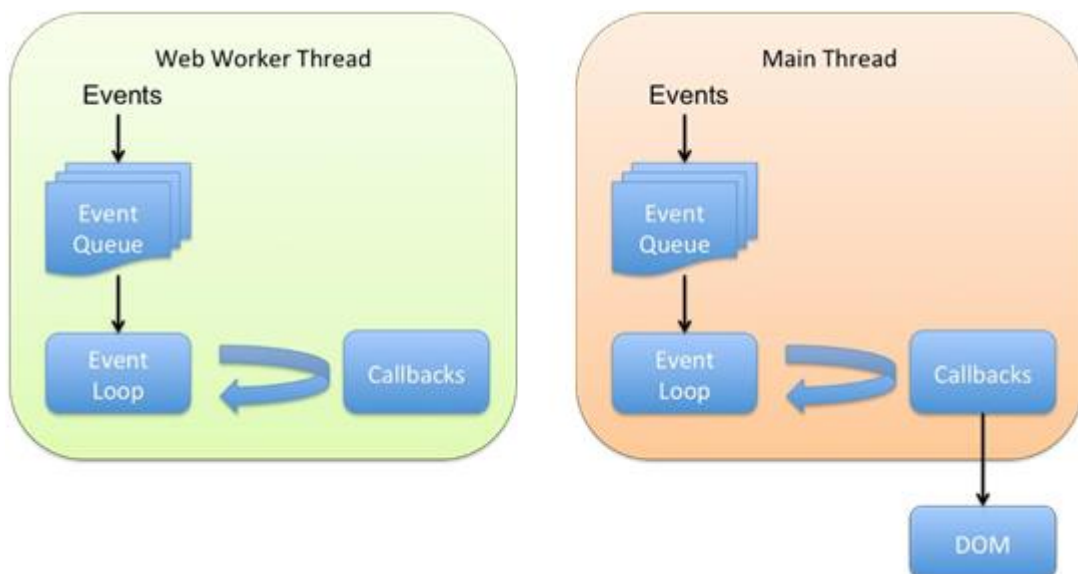 Web Worker Thread
Events
Event
Queue
Event
Loop
Callbacks
Main Thread
Events
Event
Queue
Event
Loop
Callbacks
DOM